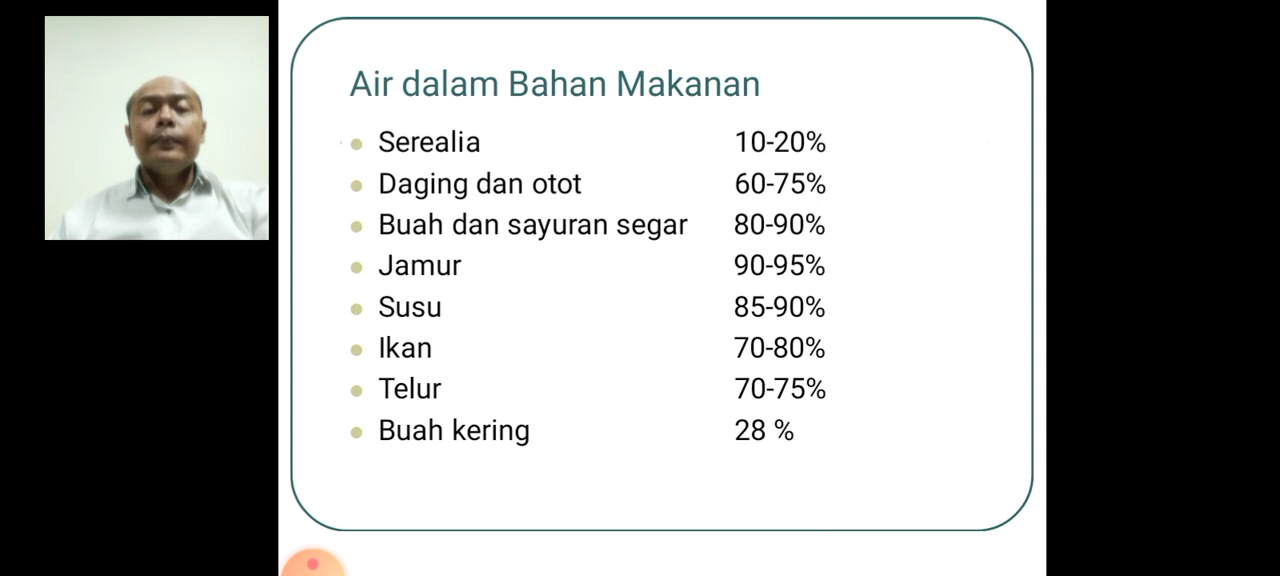 Air dalam Bahan Makanan
Serealia 10-20%
Daging dan otot 60-75%
Buah dan sayuran segar 80-90%
Jamur 90-95%
Susu 85-90%
Ikan 70-80%
Telur 70-75%
Buah kering 28 %